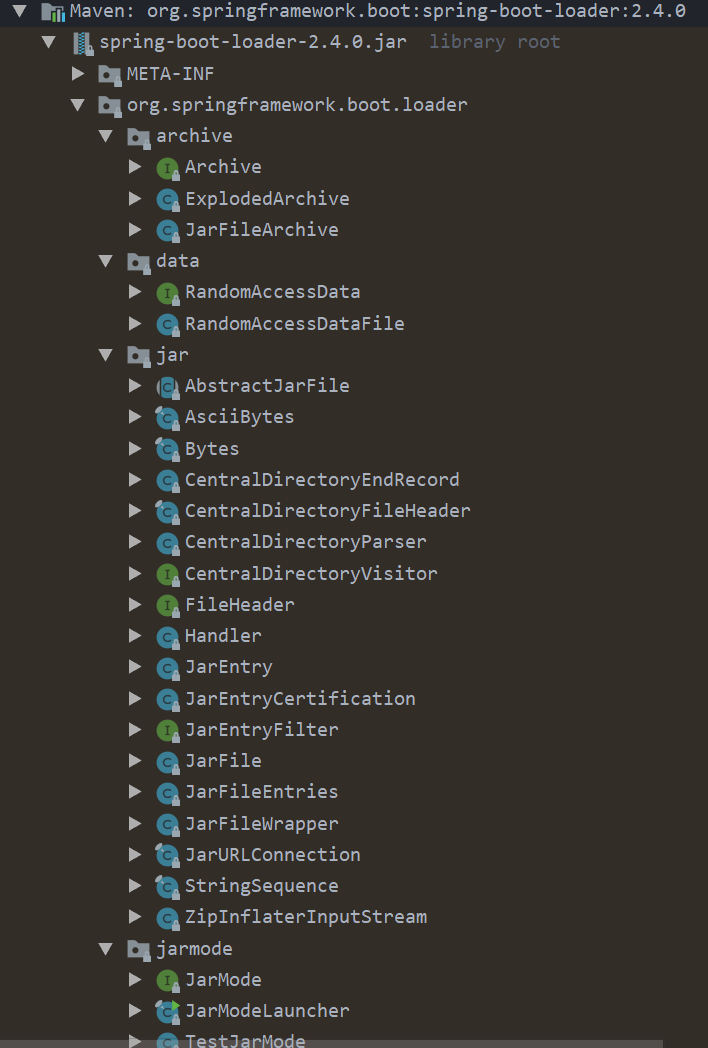 Maven: org.springframework.boot:spring-boot-loader:2.4.0
spring-boot-loader-2.4.0.jar library root
META-INF
org.springframework.boot.loader
archive
I Archive
C ExplodedArchive
C JarFileArchive
data
I RandomAccessData
C RandomAccessDataFile
jar
C AbstractJarFile
C AsciiBytes
C Bytes
C CentralDirectoryEndRecord
C CentralDirectoryFileHeader
C CentralDirectoryParser
I CentralDirectoryVisitor
I FileHeader
C Handler
C JarEntry
C JarEntryCertification
I JarEntryFilter
C JarFile
C JarFileEntries
C JarFileWrapper
C JarURLConnection
C StringSequence
C ZipInflaterInputStream
jarmode
I JarMode
C JarModeLauncher
C TestJarMode